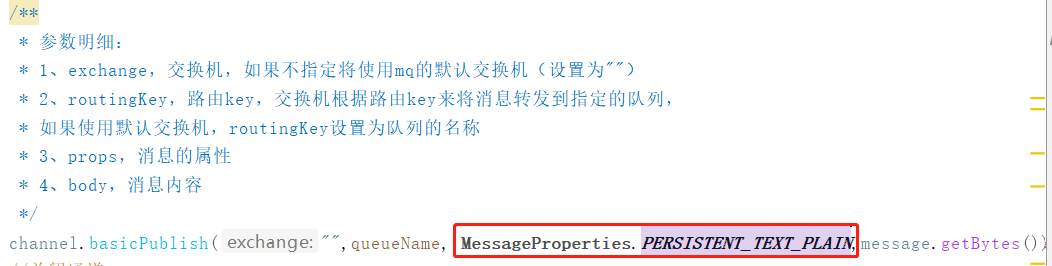 /**
* 参数明细：
* 1、exchange，交换机，如果不指定将使用mq的默认交换机（设置为""）
* 2、routingKey，路由key，交换机根据路由key来将消息转发到指定的队列，
* 如果使用默认交换机，routingKey设置为队列的名称
* 3、props，消息的属性
* 4、body，消息内容
*/
channel.basicPublish( exchange: "",queueName, MessageProperties.PERSISTENT_TEXT_PLAIN,message.getBytes())